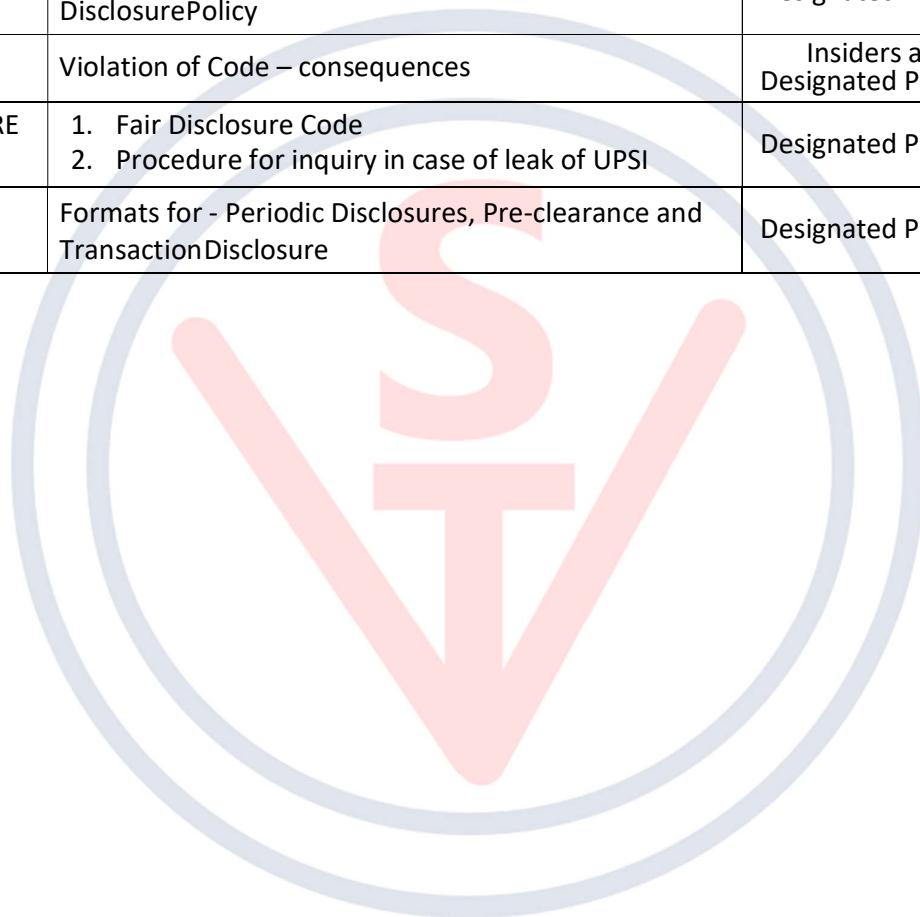 DisclosurePolicy
Violation of Code – consequences
Insiders a
Designated P
RE
1. Fair Disclosure Code
2. Procedure for inquiry in case of leak of UPSI
Designated P
Formats for - Periodic Disclosures, Pre-clearance and
TransactionDisclosure
Designated P
S
T